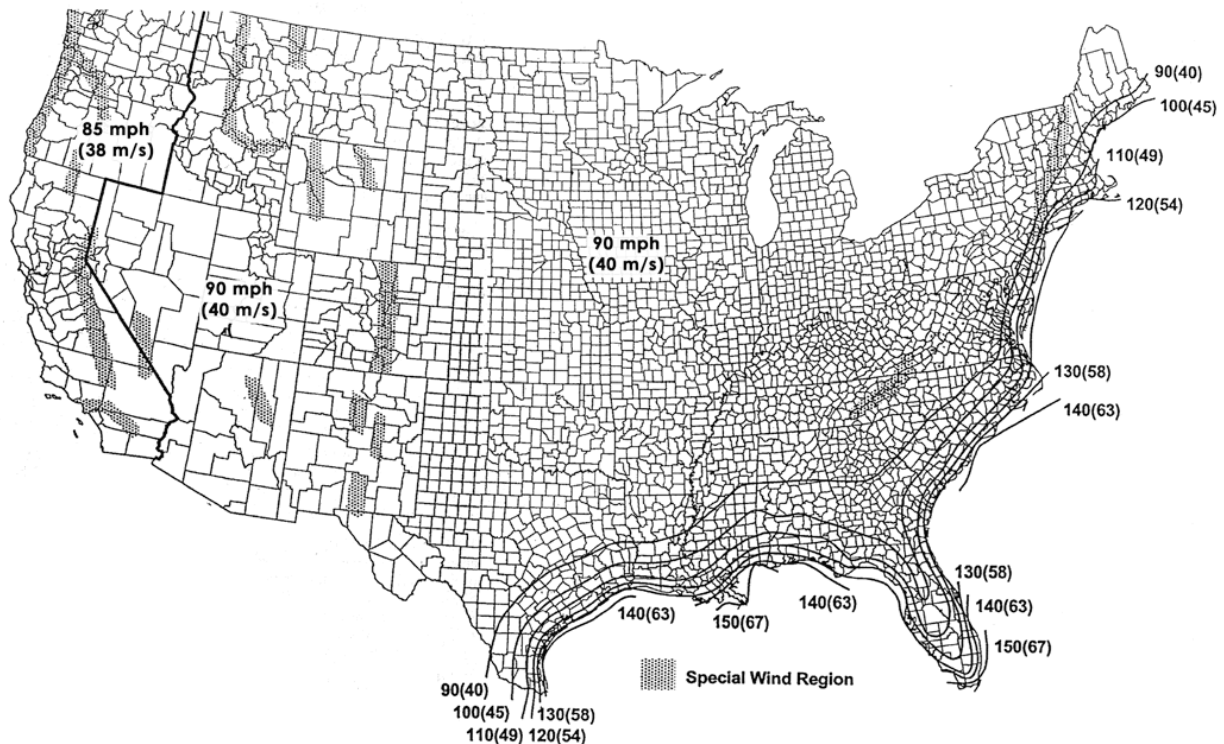 90(40)
100(45)
85 mph
(38 m/s)
110(49)
120(54)
90 mph
(40 m/s)
90 mph
(40 m/s)
130(58)
140(63)
130(58)
140(63)
140(63)
140(63)
150(67)
150(67)
Special Wind Region
90(40)
100(45)
130(58)
110(49)
120(54)